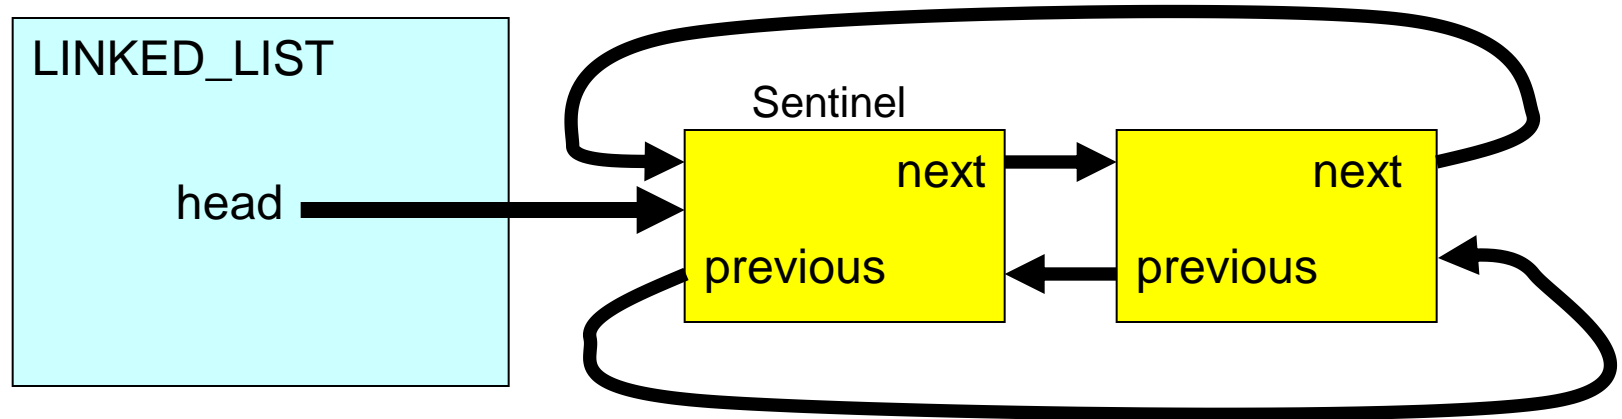 LINKED_LIST
head
Sentinel
next
previous
next
previous